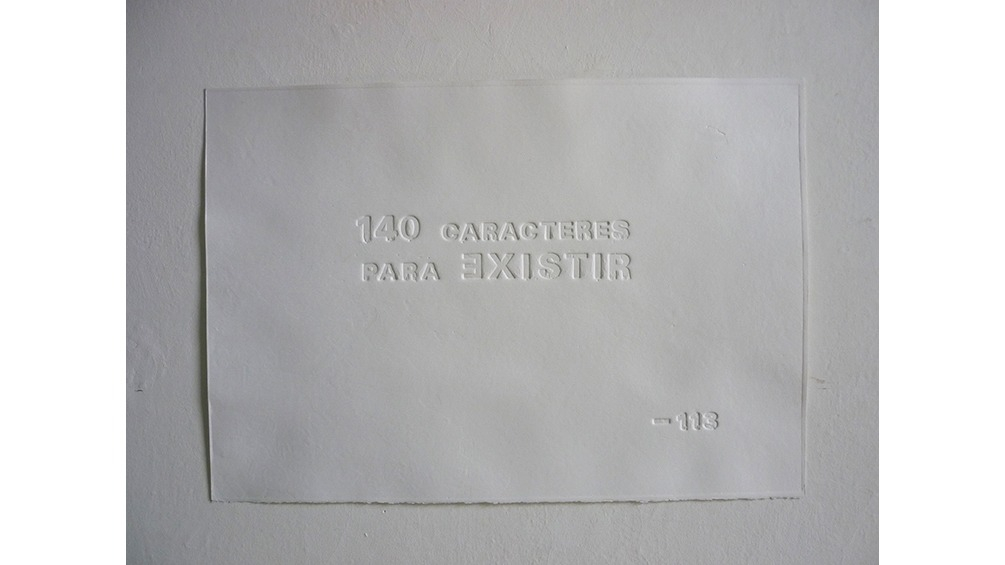 140 CARACTERES
PARA EXISTIR
-113